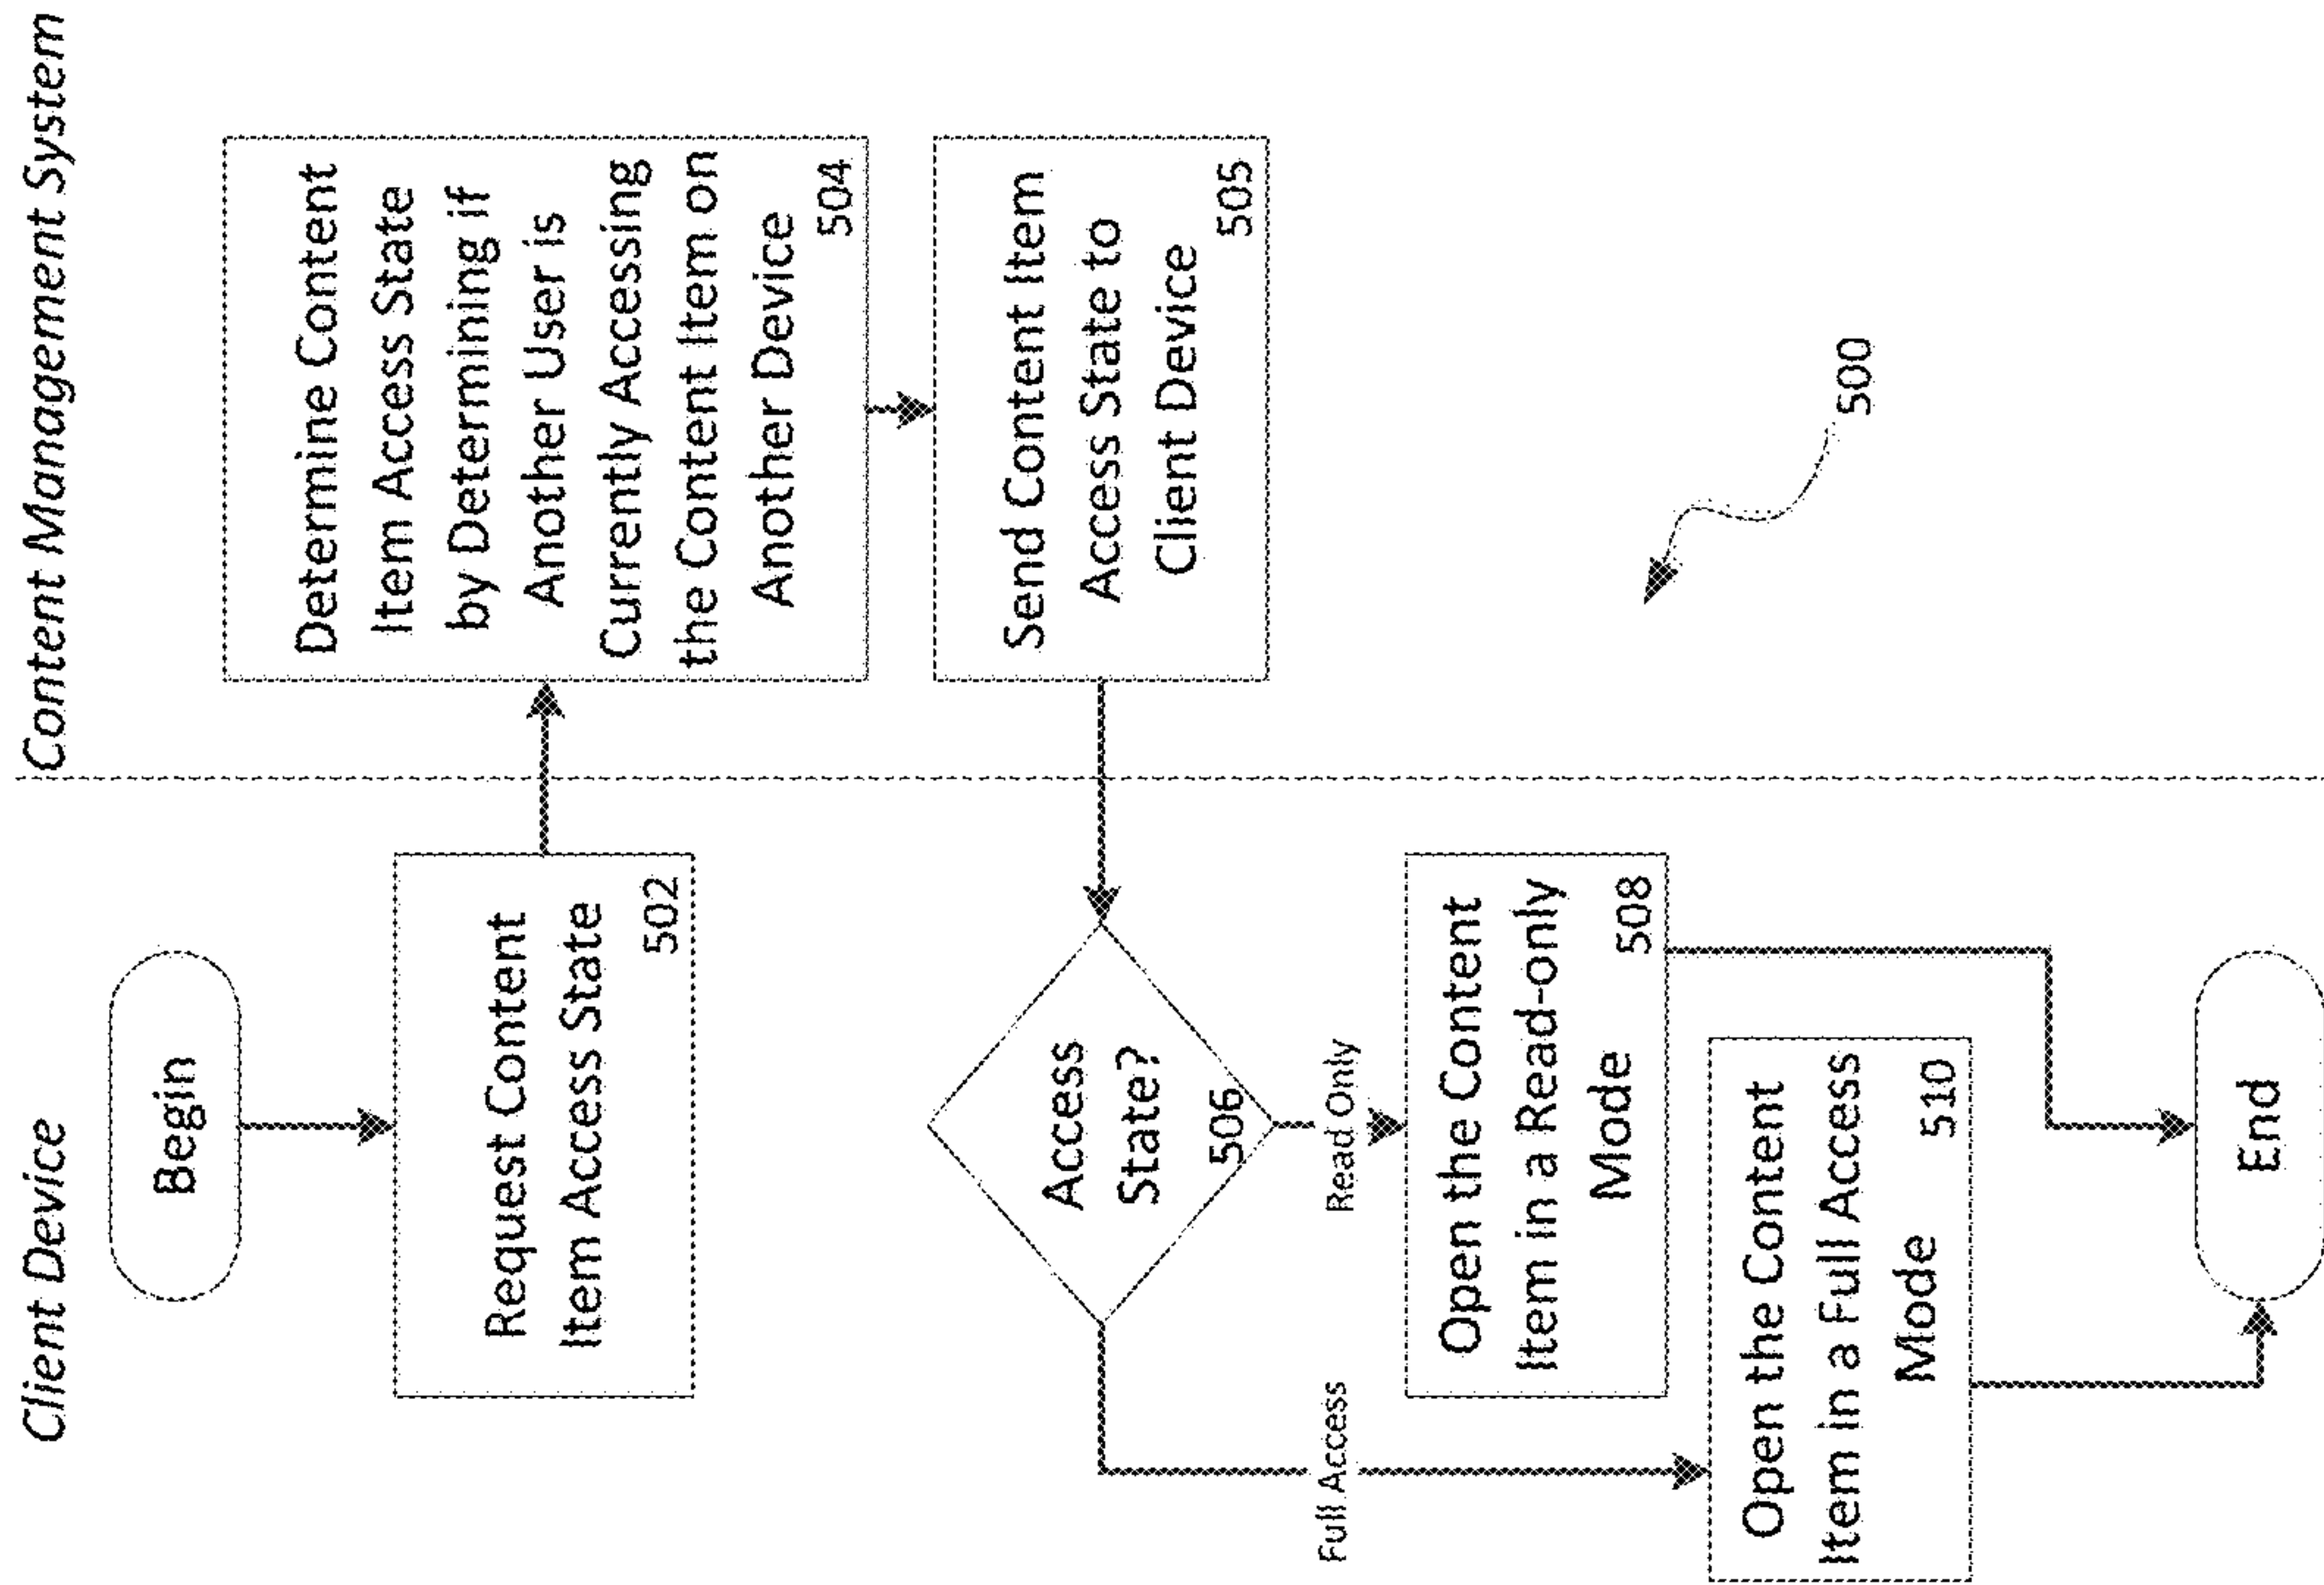 Client Device
Content Management System
Begin
Request Content
Item Access State
502
Determine Content
Item Access State
by Determining if
Another User is
Currently Accessing
the Content Item on
Another Device
504
Send Content Item
Access State to
Client Device
505
Access
State?
506
Full Access
Read Only
Open the Content
Item in a Read-only
Mode
508
Open the Content
Item in a Full Access
Mode
510
End
500